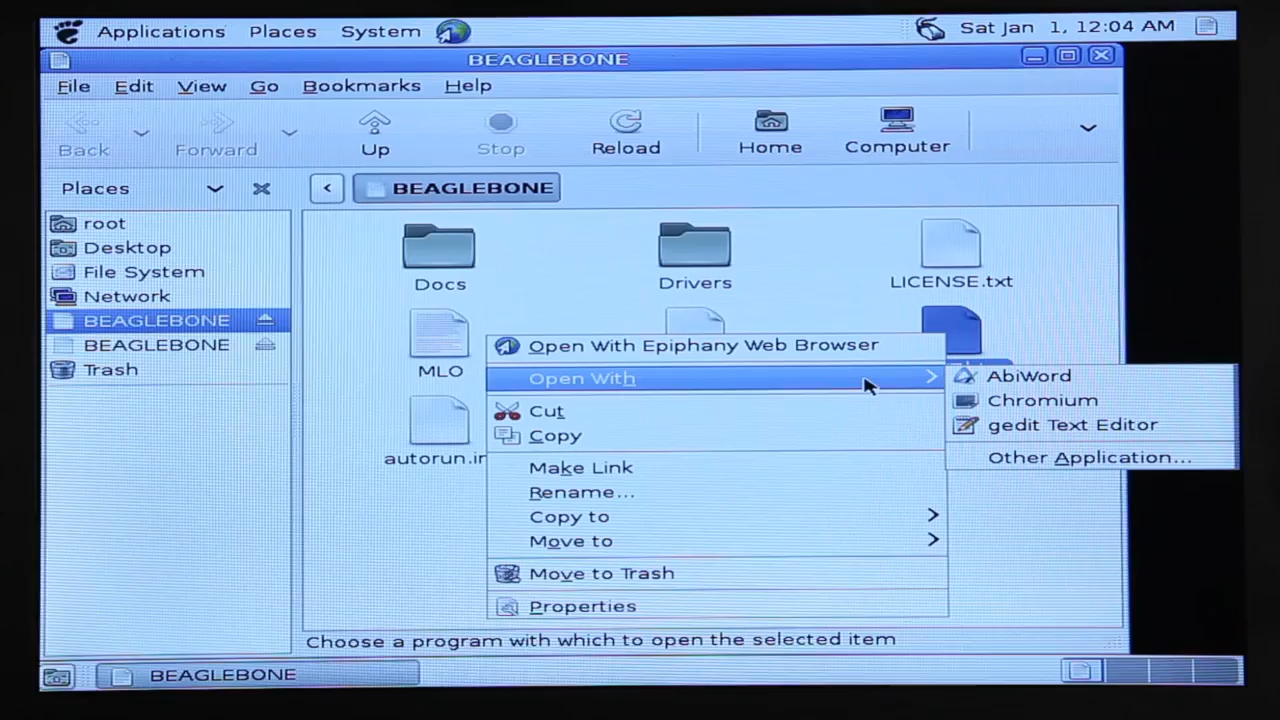 Applications Places System Sat Jan 1, 12:04 AM
BEAGLEBONE
File Edit View Go Bookmarks Help
Back Forward Up Stop Reload Home Computer
Places BEAGLEBONE
root
Desktop
File System
Network
BEAGLEBONE
BEAGLEBONE
Trash
Docs Drivers LICENSE.txt
MLO
autorun.in
Open With Epiphany Web Browser
Open With
Cut
Copy
Make Link
Rename...
Copy to
Move to
Move to Trash
Properties
AbiWord
Chromium
gedit Text Editor
Other Application...
Choose a program with which to open the selected item
BEAGLEBONE